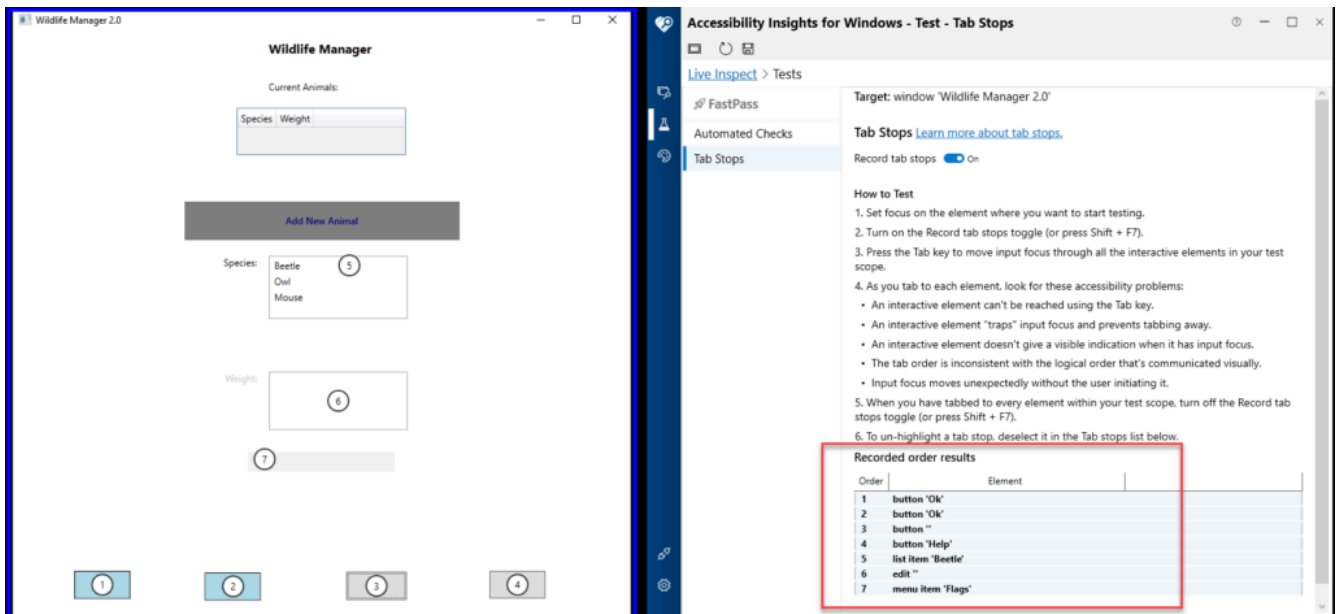 Wildlife Manager 2.0
Wildlife Manager
Current Animals:
Species Weight
Add New Animal
Species:
Beetle
Owl
Mouse
5
Weight:
6
7
1
2
3
4
Accessibility Insights for Windows - Test - Tab Stops
Live Inspect > Tests
FastPass
Automated Checks
Tab Stops
Target: window 'Wildlife Manager 2.0'
Tab Stops Learn more about tab stops.
Record tab stops On
How to Test
1. Set focus on the element where you want to start testing.
2. Turn on the Record tab stops toggle (or press Shift + F7).
3. Press the Tab key to move input focus through all the interactive elements in your test
scope.
4. As you tab to each element, look for these accessibility problems:
• An interactive element can't be reached using the Tab key.
• An interactive element "traps" input focus and prevents tabbing away.
• An interactive element doesn't give a visible indication when it has input focus.
• The tab order is inconsistent with the logical order that's communicated visually.
• Input focus moves unexpectedly without the user initiating it.
5. When you have tabbed to every element within your test scope, turn off the Record tab
stops toggle (or press Shift + F7).
6. To un-highlight a tab stop, deselect it in the Tab stops list below.
Recorded order results
Order Element
1 button 'Ok'
2 button 'Ok'
3 button ''
4 button 'Help'
5 list item 'Beetle'
6 edit ''
7 menu item 'Flags'